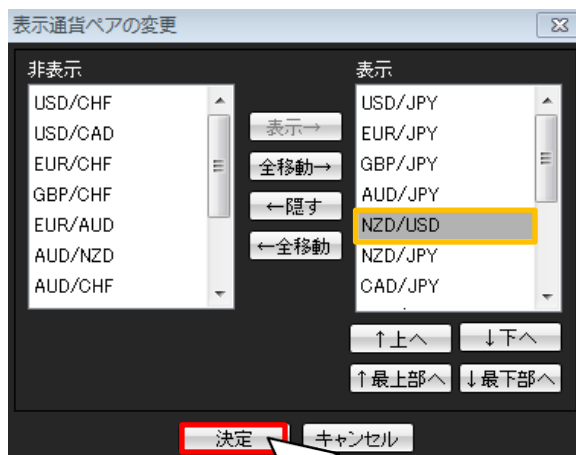 表示通貨ペアの変更
非表示
USD/CHF
USD/CAD
EUR/CHF
GBP/CHF
EUR/AUD
AUD/NZD
AUD/CHF
表示→
全移動→
←隠す
←全移動
表示
USD/JPY
EUR/JPY
GBP/JPY
AUD/JPY
NZD/USD
NZD/JPY
CAD/JPY
↑上へ
↓下へ
↑最上部へ
↓最下部へ
決定
キャンセル